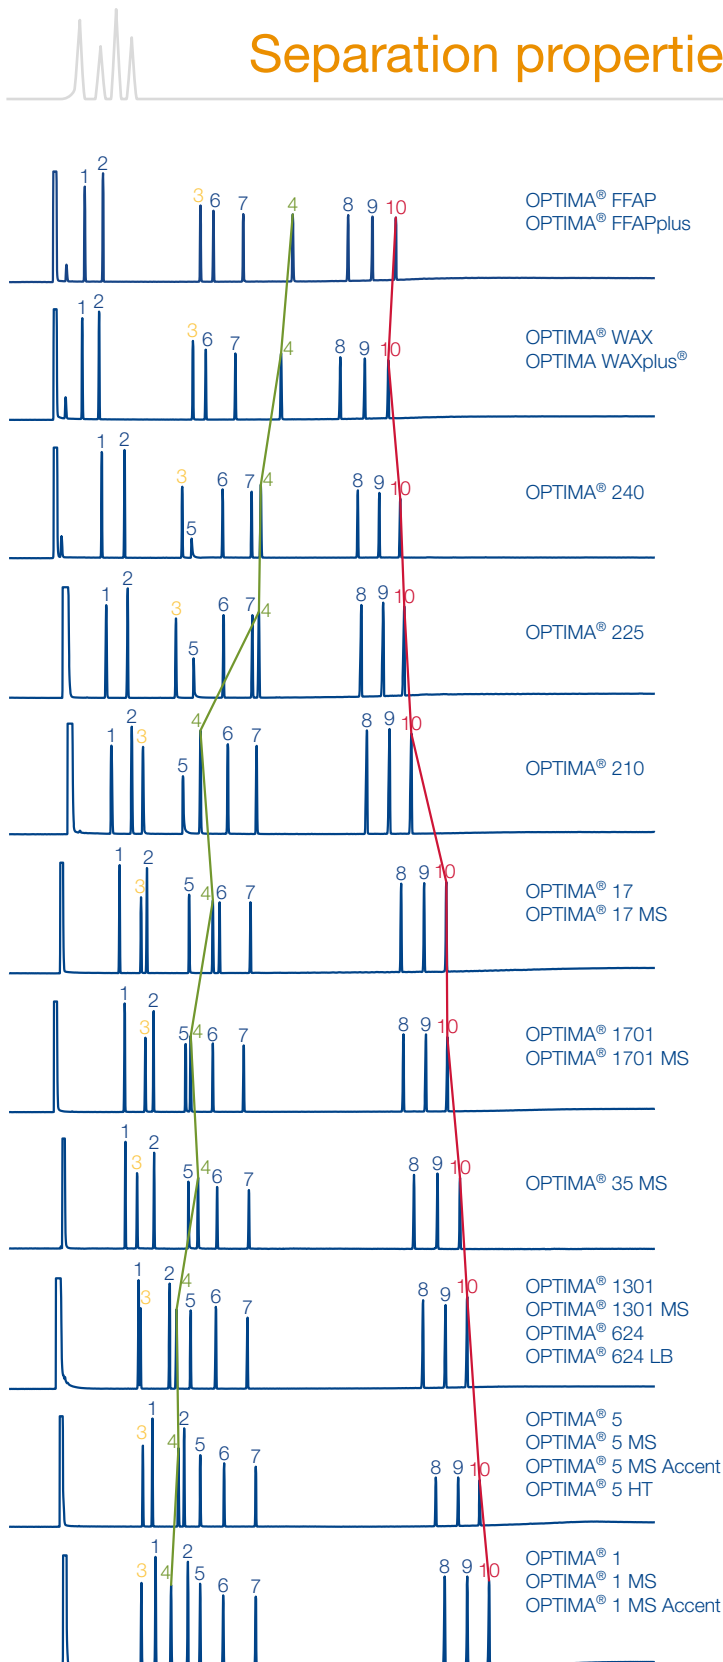 Separation propertie
1 2 3 6 7 4 8 9 10
OPTIMA® FFAP
OPTIMA® FFAPplus
1 2 3 6 7 4 8 9 10
OPTIMA® WAX
OPTIMA WAXplus®
1 2 3 5 6 7 4 8 9 10
OPTIMA® 240
1 2 3 5 6 7 4 8 9 10
OPTIMA® 225
1 2 3 5 4 6 7 8 9 10
OPTIMA® 210
1 3 2 5 4 6 7 8 9 10
OPTIMA® 17
OPTIMA® 17 MS
1 3 2 5 4 6 7 8 9 10
OPTIMA® 1701
OPTIMA® 1701 MS
1 3 2 5 4 6 7 8 9 10
OPTIMA® 35 MS
1 3 2 4 5 6 7 8 9 10
OPTIMA® 1301
OPTIMA® 1301 MS
OPTIMA® 624
OPTIMA® 624 LB
3 1 4 2 5 6 7 8 9 10
OPTIMA® 5
OPTIMA® 5 MS
OPTIMA® 5 MS Accent
OPTIMA® 5 HT
3 1 4 2 5 6 7 8 9 10
OPTIMA® 1
OPTIMA® 1 MS
OPTIMA® 1 MS Accent